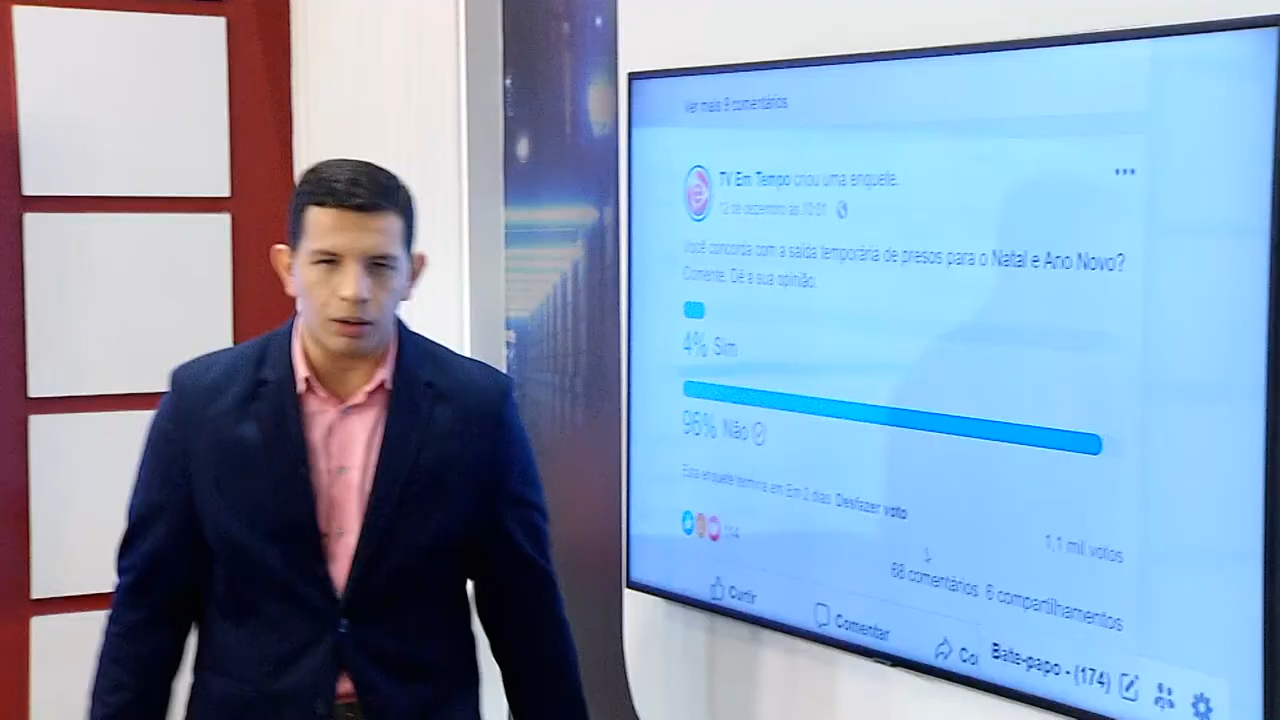 Ver mais 9 comentários
TV Em Tempo criou uma enquete.
12 de dezembro às 10:01
Você concorda com a saída temporária de presos para o Natal e Ano Novo?
Comente. Dê a sua opinião.
4% Sim
96% Não
Esta enquete termina em Em 2 dias Desfazer voto
114
1,1 mil votos
68 comentários 6 compartilhamentos
Curtir
Comentar
Co
Bate-papo - (174)